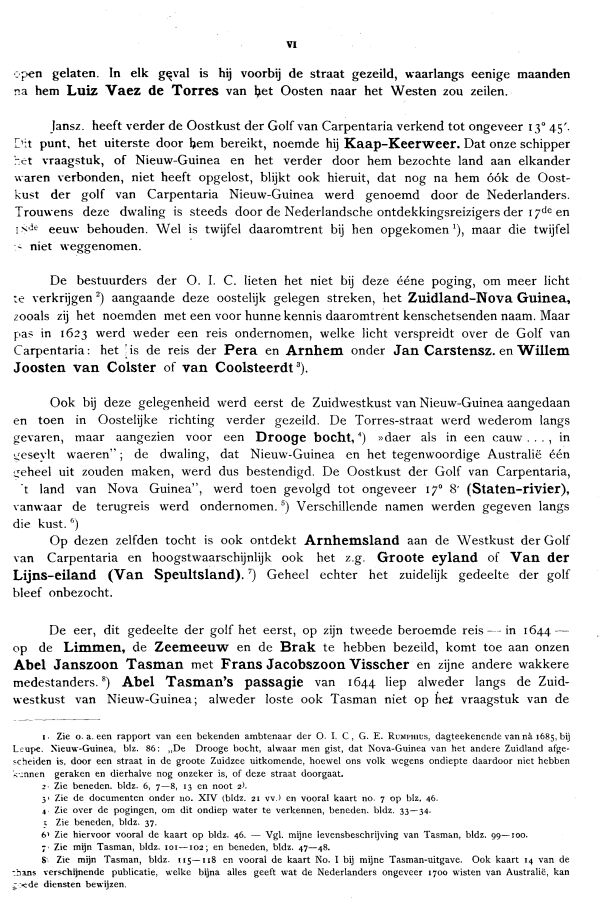 VI
open gelaten. In elk geval is hij voorbij de straat gezeild, waarlangs eenige maanden
na hem Luiz Vaez de Torres van het Oosten naar het Westen zou zeilen.
Jansz. heeft verder de Oostkust der Golf van Carpentaria verkend tot ongeveer 13° 45′.
Dit punt, het uiterste door hem bereikt, noemde hij Kaap-Keerweer. Dat onze schipper
het vraagstuk, of Nieuw-Guinea en het verder door hem bezochte land aan elkander
waren verbonden, niet heeft opgelost, blijkt ook hieruit, dat nog na hem óók de Oost-
kust der golf van Carpentaria Nieuw-Guinea werd genoemd door de Nederlanders.
Trouwens deze dwaling is steeds door de Nederlandsche ontdekkingsreizigers der 17de en
18de eeuw behouden. Wel is twijfel daaromtrent bij hen opgekomen 1), maar die twijfel
is niet weggenomen.
De bestuurders der O. I. C. lieten het niet bij deze ééne poging, om meer licht
te verkrijgen 2) aangaande deze oostelijk gelegen streken, het Zuidland-Nova Guinea,
zooals zij het noemden met een voor hunne kennis daaromtrent kenschetsenden naam. Maar
pas in 1623 werd weder een reis ondernomen, welke licht verspreidt over de Golf van
Carpentaria: het is de reis der Pera en Arnhem onder Jan Carstensz. en Willem
Joosten van Colster of van Coolsteerdt 3).
Ook bij deze gelegenheid werd eerst de Zuidwestkust van Nieuw-Guinea aangedaan
en toen in Oostelijke richting verder gezeild. De Torres-straat werd wederom langs
gevaren, maar aangezien voor een Drooge bocht, 4) »daer als in een cauw . . . , in
geseylt waeren"; de dwaling, dat Nieuw-Guinea en het tegenwoordige Australië één
geheel uit zouden maken, werd dus bestendigd. De Oostkust der Golf van Carpentaria,
't land van Nova Guinea", werd toen gevolgd tot ongeveer 17° 8′ (Staten-rivier),
vanwaar de terugreis werd ondernomen. 5) Verschillende namen werden gegeven langs
die kust. 6)
Op dezen zelfden tocht is ook ontdekt Arnhemsland aan de Westkust der Golf
van Carpentaria en hoogstwaarschijnlijk ook het z.g. Groote eyland of Van der
Lijns-eiland (Van Speultsland). 7) Geheel echter het zuidelijk gedeelte der golf
bleef onbezocht.
De eer, dit gedeelte der golf het eerst, op zijn tweede beroemde reis — in 1644 —
op de Limmen, de Zeemeeuw en de Brak te hebben bezeild, komt toe aan onzen
Abel Janszoon Tasman met Frans Jacobszoon Visscher en zijne andere wakkere
medestanders. 8) Abel Tasman's passagie van 1644 liep alweder langs de Zuid-
westkust van Nieuw-Guinea; alweder loste ook Tasman niet op het vraagstuk van de
1. Zie o. a. een rapport van een bekenden ambtenaar der O. I. C, G. E. RUMPHIUS, dagteekenende van nà 1685, bij
Leupe. Nieuw-Guinea, blz. 86: „De Drooge bocht, alwaar men gist, dat Nova-Guinea van het andere Zuidland afge-
scheiden is, door een straat in de groote Zuidzee uitkomende, hoewel ons volk wegens ondiepte daardoor niet hebben
kunnen geraken en dierhalve nog onzeker is, of deze straat doorgaat.
2. Zie beneden. bldz. 6, 7—8, 13 en noot 2).
3) Zie de documenten onder no. XIV (bldz. 21 vv.) en vooral kaart no. 7 op blz, 46.
4. Zie over de pogingen, om dit ondiep water te verkennen, beneden. bldz. 33—34.
5 Zie beneden, bldz. 37.
6) Zie hiervoor vooral de kaart op bldz. 46. — Vgl. mijne levensbeschrijving van Tasman, bldz. 99—100.
7. Zie mijn Tasman, bldz. 101—102; en beneden, bldz. 47—48.
8. Zie mijn Tasman, bldz. 115—118 en vooral de kaart No. I bij mijne Tasman-uitgave. Ook kaart 14 van de
thans verschijnende publicatie, welke bijna alles geeft wat de Nederlanders ongeveer 1700 wisten van Australië, kan
goede diensten bewijzen.